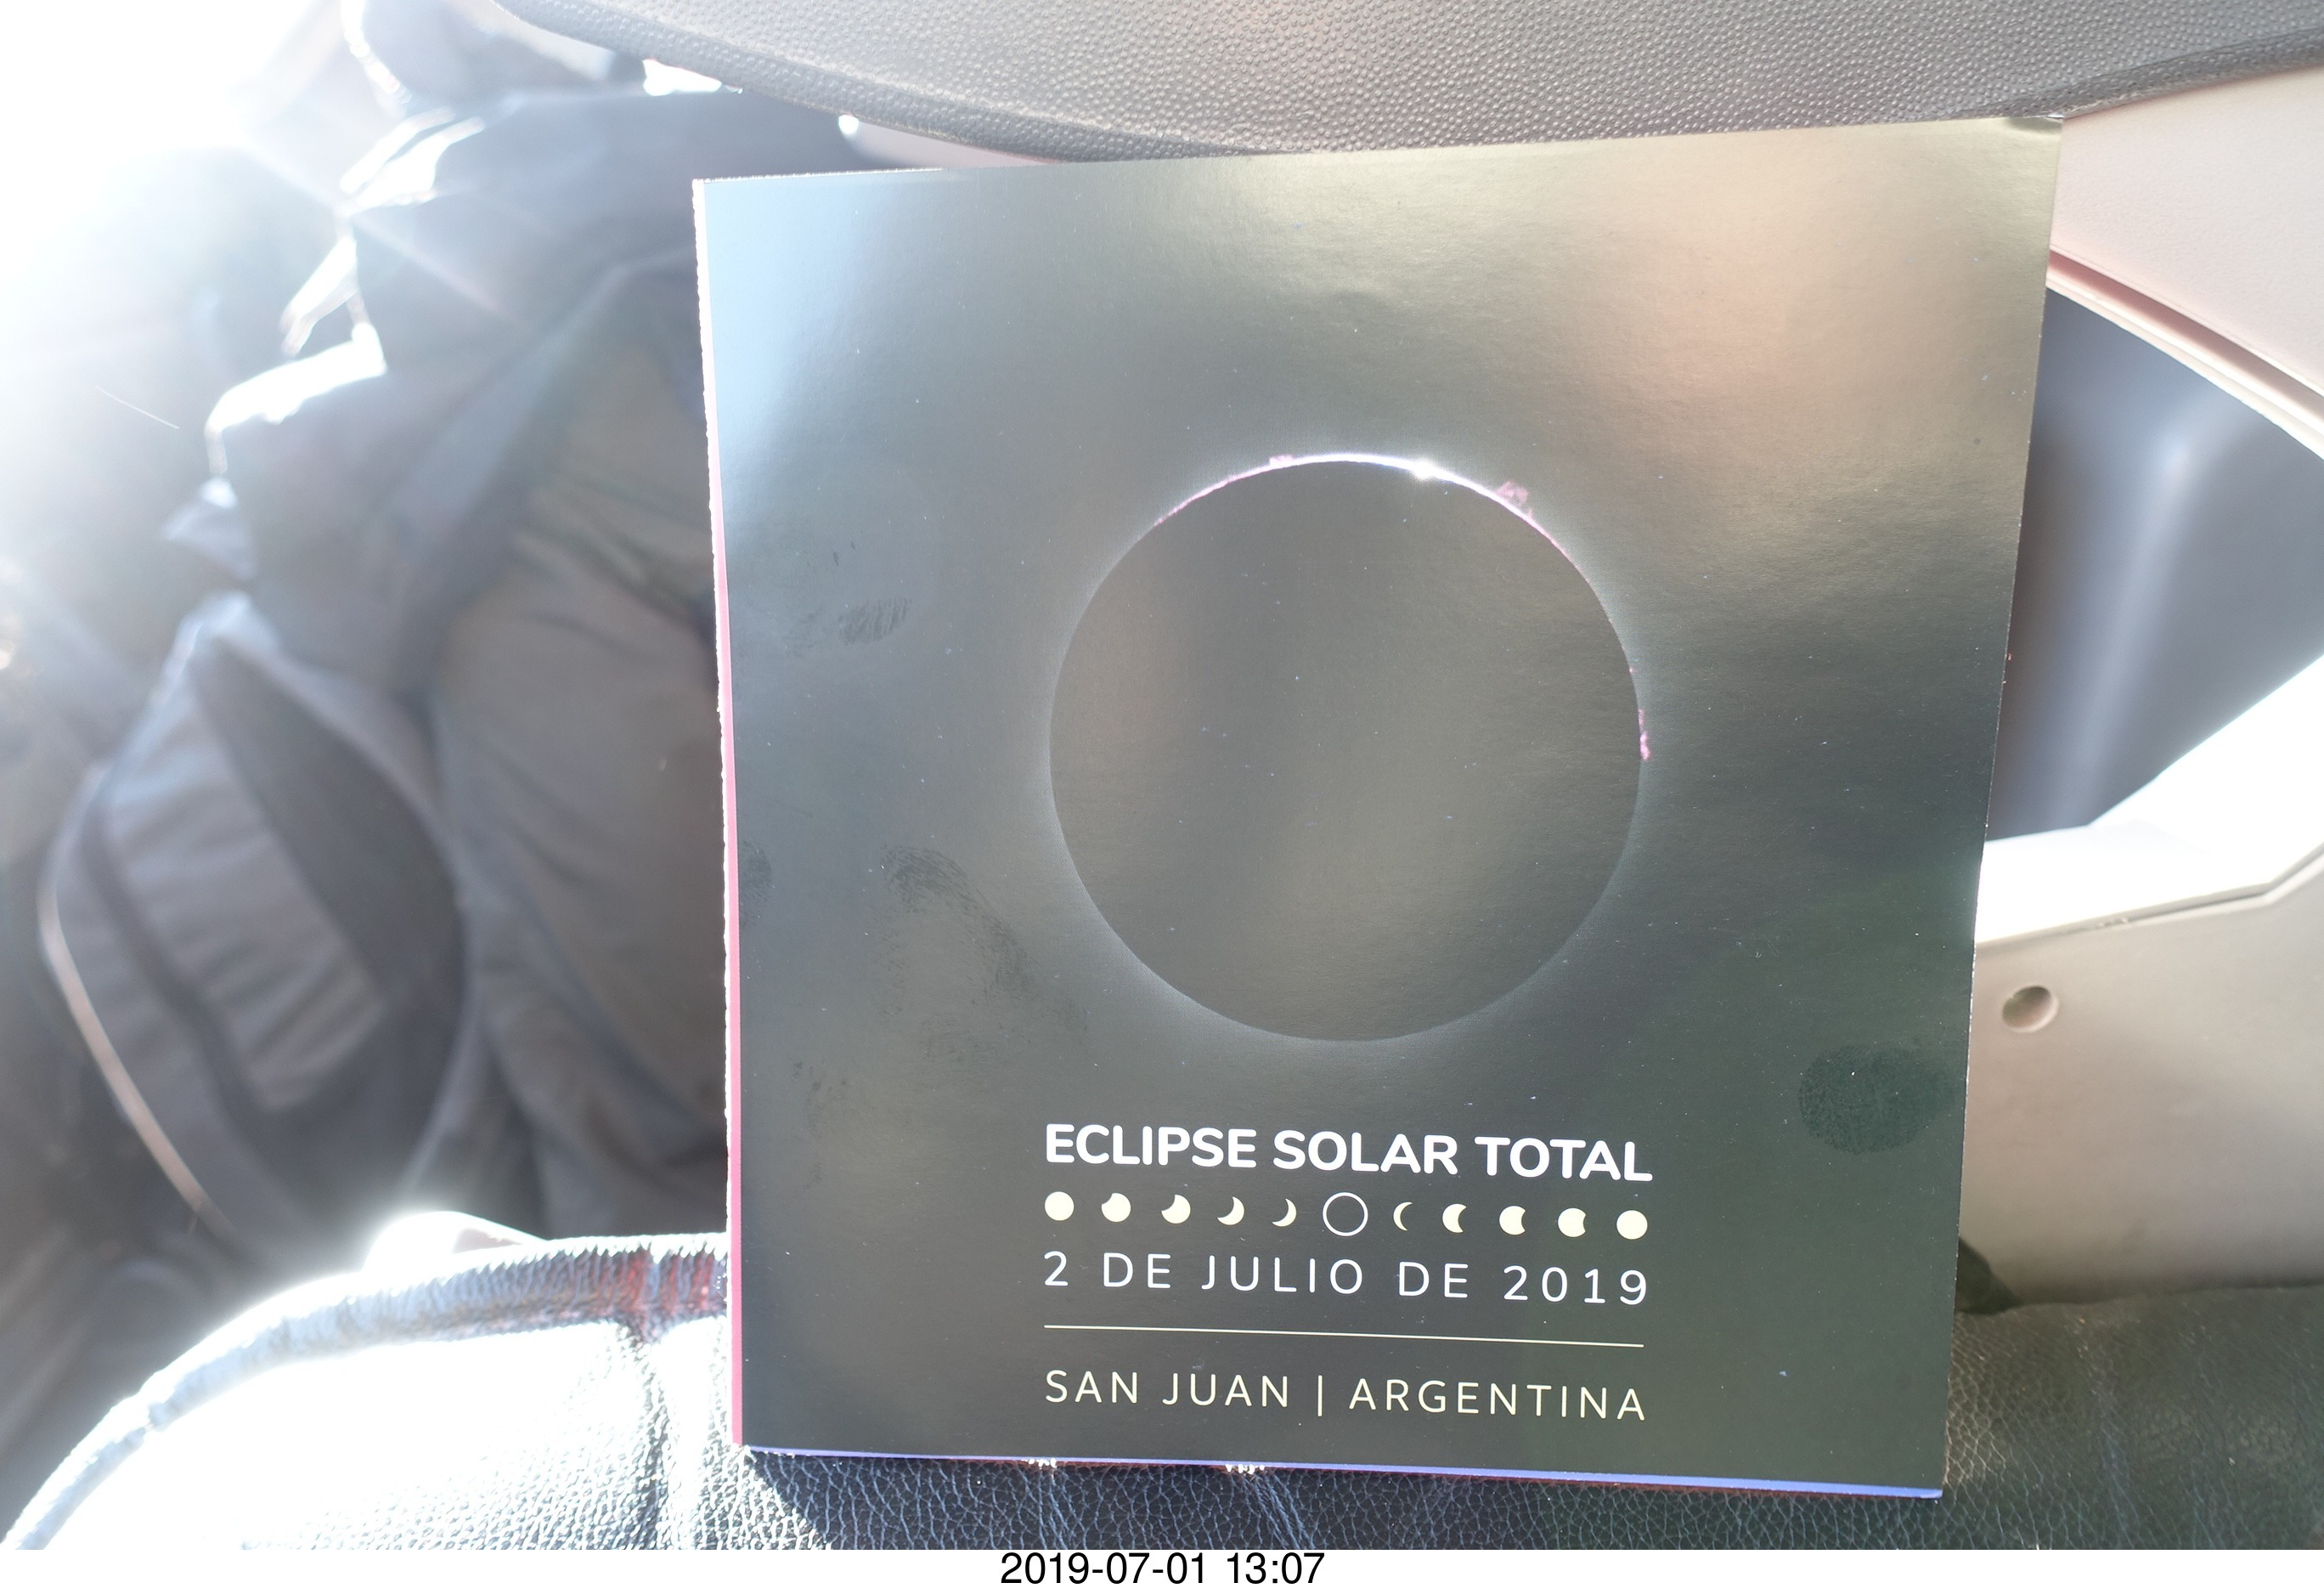 ECLIPSE SOLAR TOTAL
2 DE JULIO DE 2019
SAN JUAN | ARGENTINA
2019-07-01 13:07